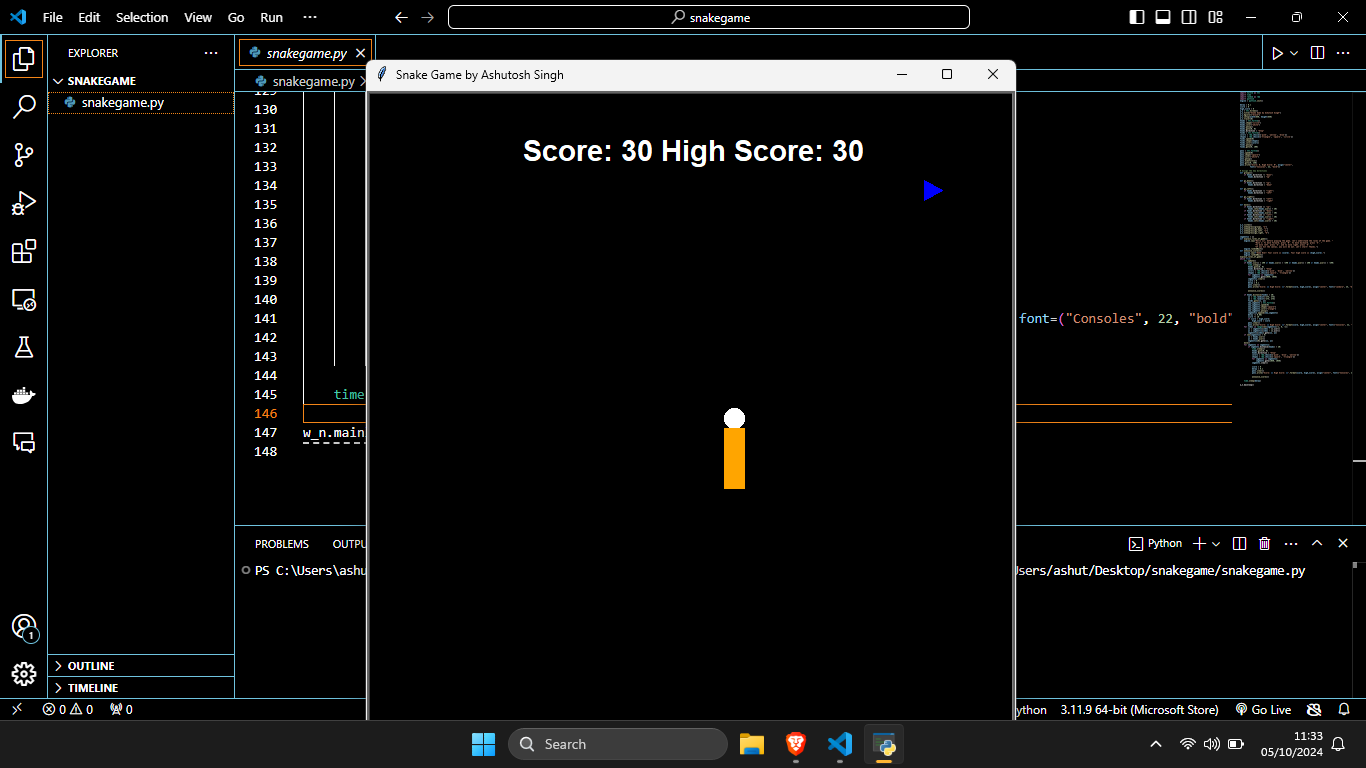 File Edit Selection View Go Run ···
snakegame
EXPLORER
SNAKEGAME
snakegame.py
snakegame.py
snakegame.py
Snake Game by Ashutosh Singh
Score: 30 High Score: 30
129
130
131
132
133
134
135
136
137
138
139
140
141 font=("Consoles", 22, "bold"
142
143
144
145 time
146
147 w_n.main
148
PROBLEMS OUTPU
Python
PS C:\Users\ashu
sers/ashut/Desktop/snakegame/snakegame.py
1
OUTLINE
TIMELINE
0 0 0
ython 3.11.9 64-bit (Microsoft Store) Go Live
Search
11:33
05/10/2024